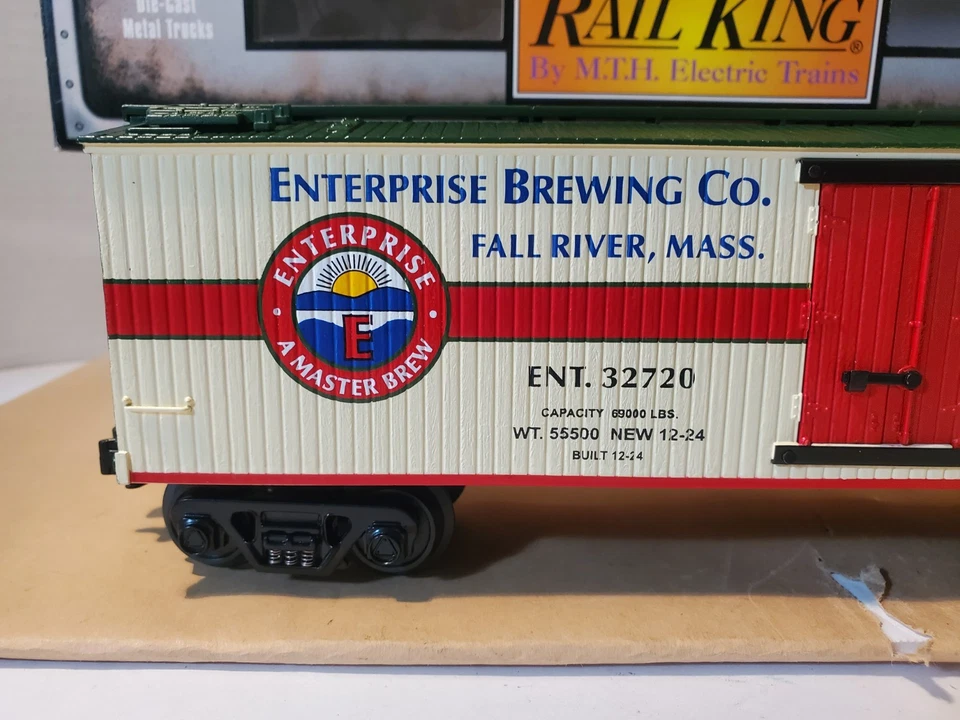 Die-Cast
Metal Trucks
RAIL KING®
By M.T.H. Electric Trains
ENTERPRISE BREWING CO.
FALL RIVER, MASS.
ENTERPRISE
E
A MASTER BREW
ENT. 32720
CAPACITY 69000 LBS.
WT. 55500 NEW 12-24
BUILT 12-24